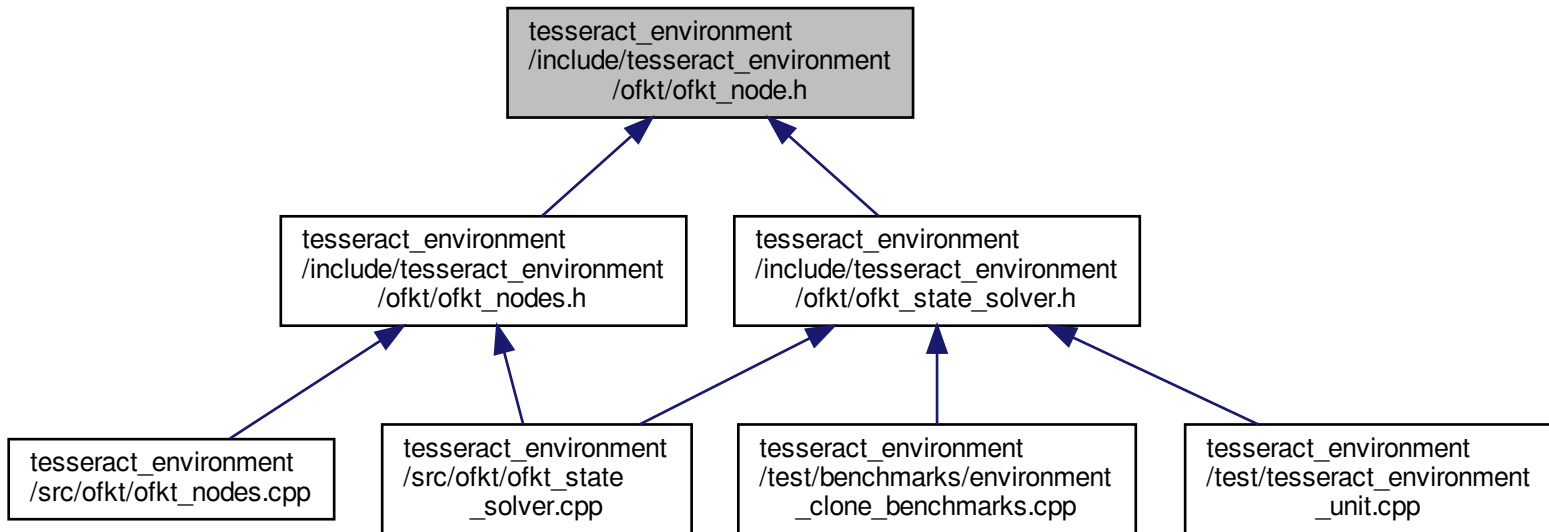 tesseract_environment
/include/tesseract_environment
/ofkt/ofkt_node.h
tesseract_environment
/include/tesseract_environment
/ofkt/ofkt_nodes.h
tesseract_environment
/include/tesseract_environment
/ofkt/ofkt_state_solver.h
tesseract_environment
/src/ofkt/ofkt_nodes.cpp
tesseract_environment
/src/ofkt/ofkt_state
_solver.cpp
tesseract_environment
/test/benchmarks/environment
_clone_benchmarks.cpp
tesseract_environment
/test/tesseract_environment
_unit.cpp